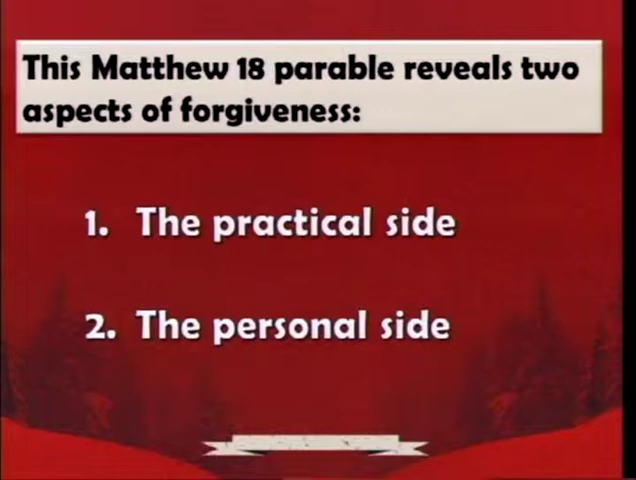 This Matthew 18 parable reveals two
aspects of forgiveness:
1. The practical side
2. The personal side